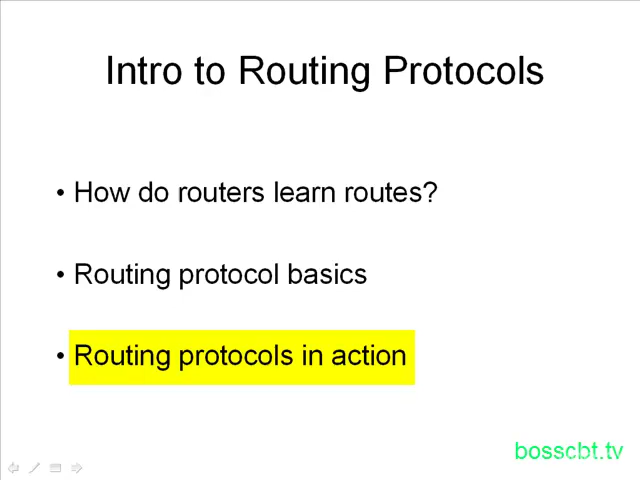 Intro to Routing Protocols
• How do routers learn routes?
• Routing protocol basics
• Routing protocols in action
bosscbt.tv